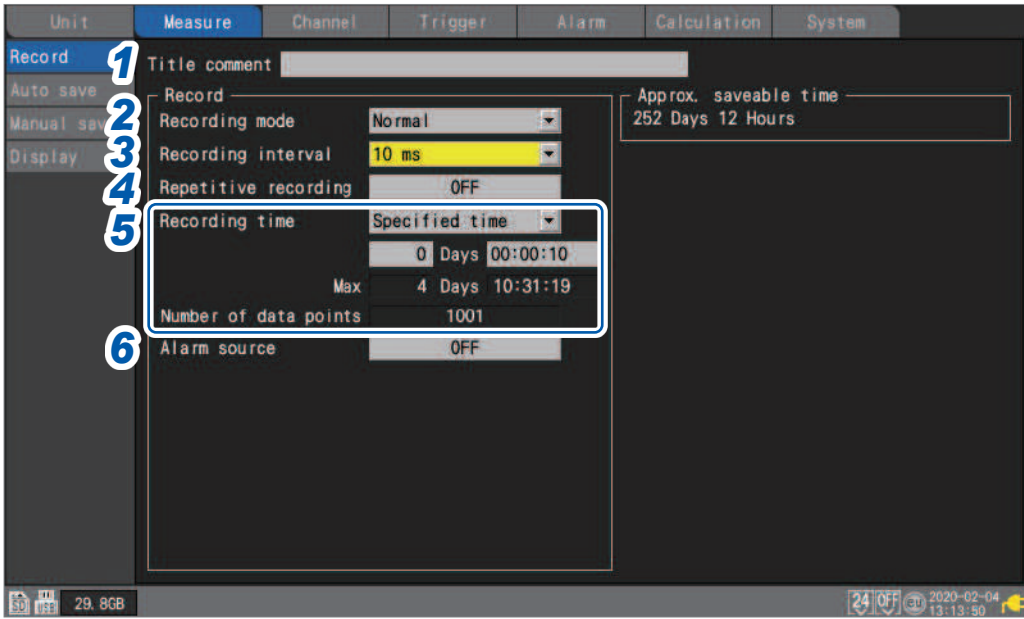 Unit Measure Channel Trigger Alarm Calculation System
Record
Auto save
Manual sav
Display
1 Title comment
Record
2 Recording mode Normal
3 Recording interval 10 ms
4 Repetitive recording OFF
5 Recording time Specified time
0 Days 00:00:10
Max 4 Days 10:31:19
Number of data points 1001
6 Alarm source OFF
Approx. saveable time
252 Days 12 Hours
SD USB 29.8GB
24 OFF eu 2020-02-04
13:13:50